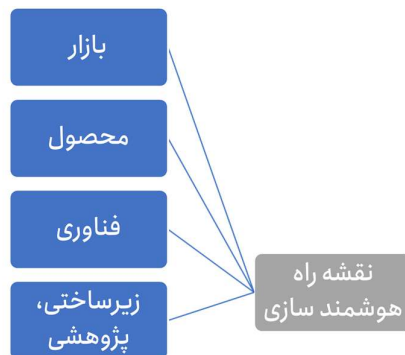 بازار
محصول
فناوری
زیرساختی،
پژوهشی
نقشه راه
هوشمند سازی